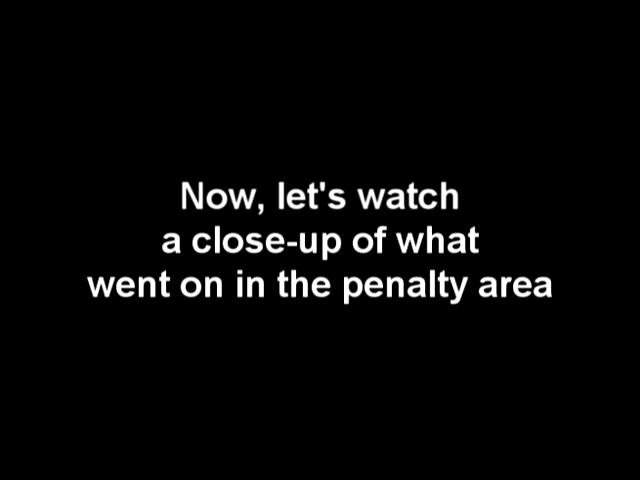 Now, let's watch
a close-up of what
went on in the penalty area